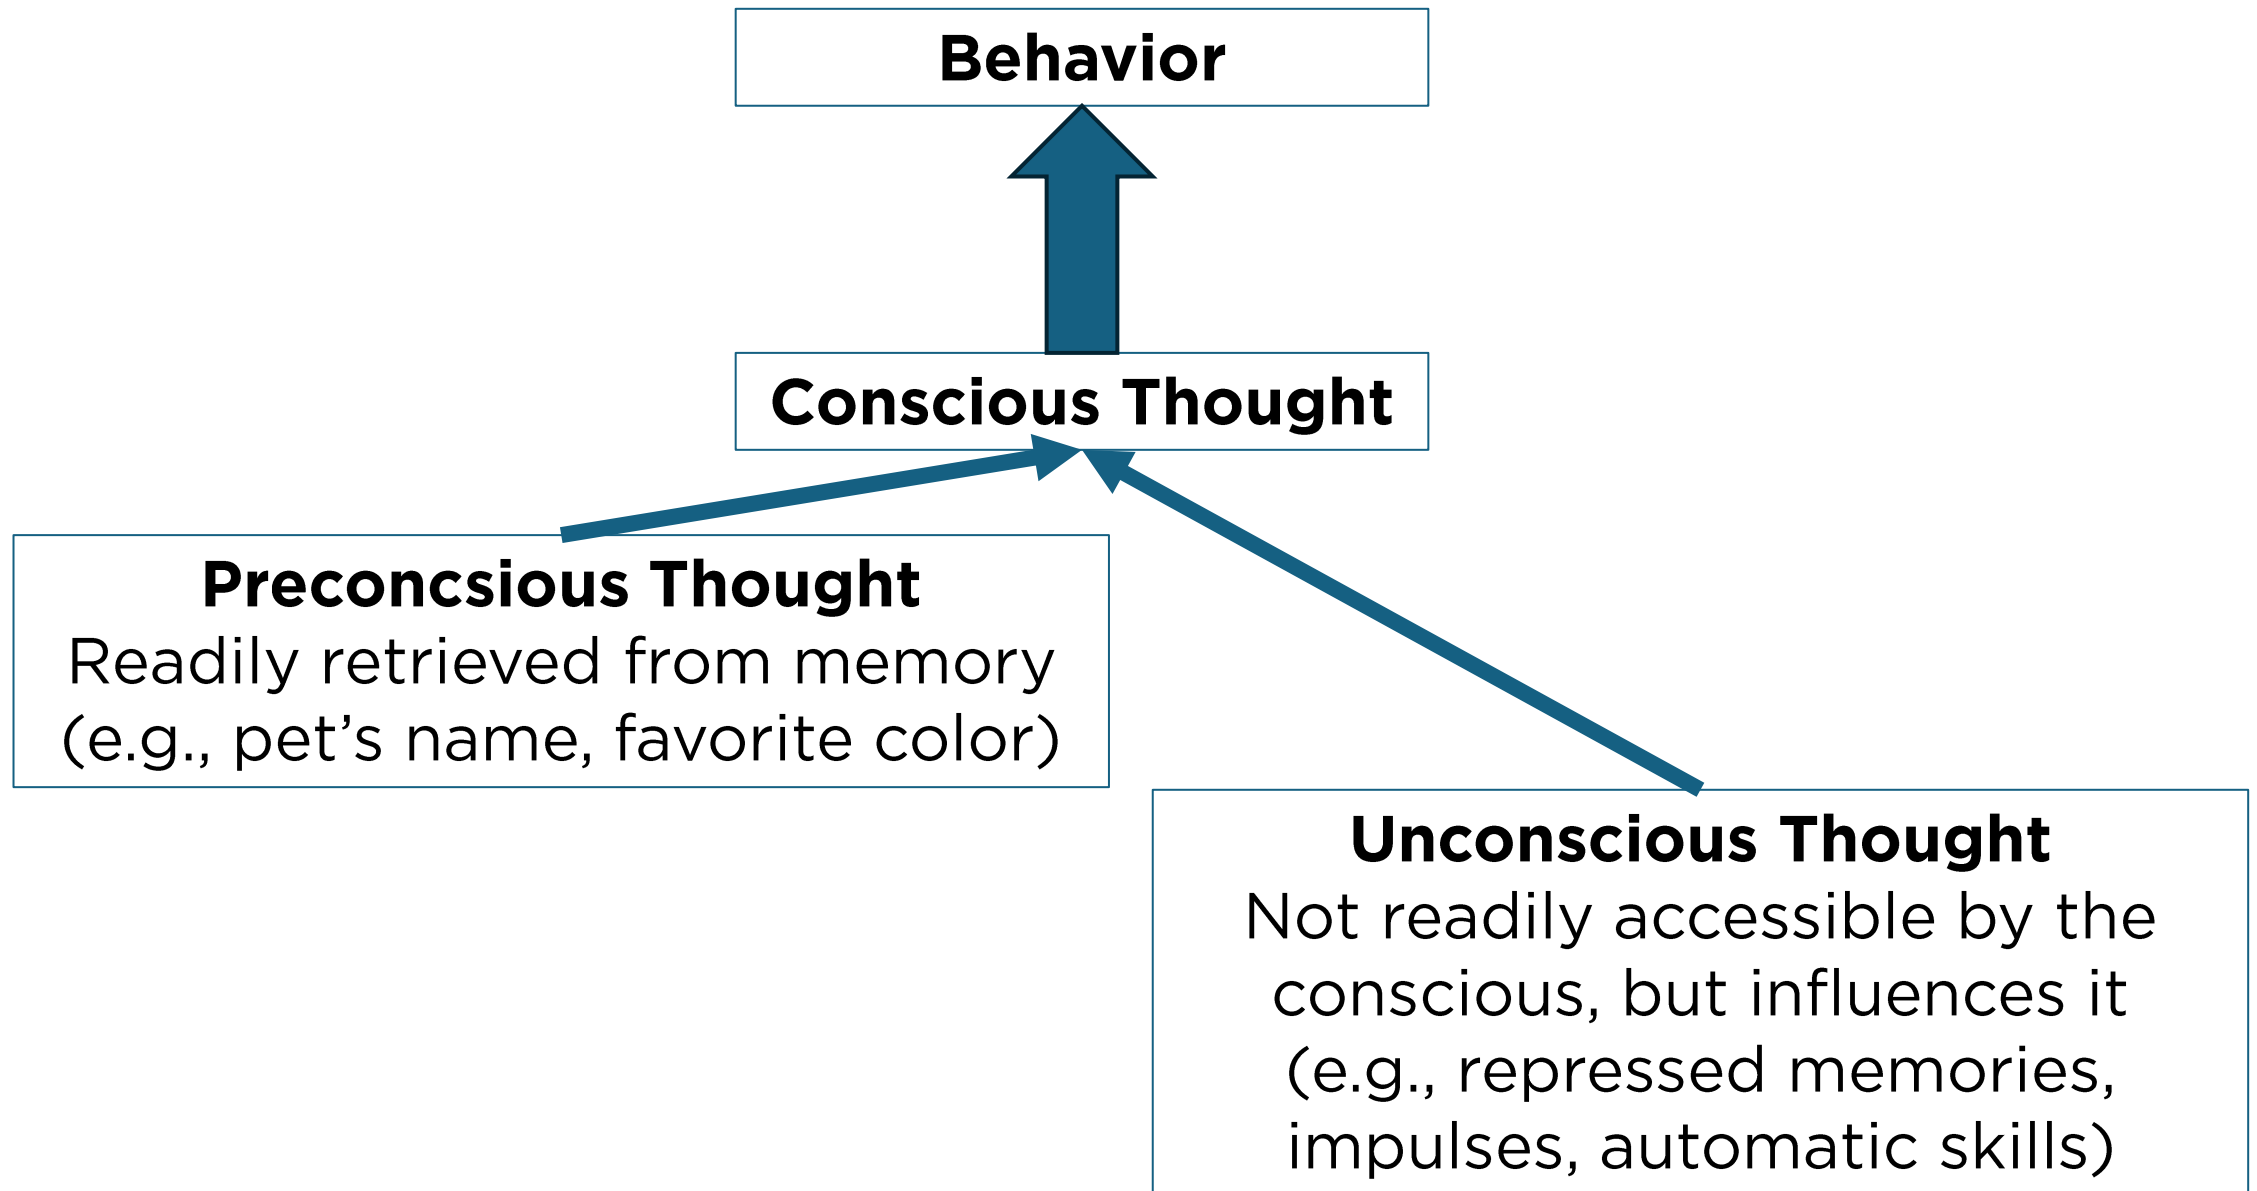 Behavior
Conscious Thought
Preconcsious Thought
Readily retrieved from memory
(e.g., pet’s name, favorite color)
Unconscious Thought
Not readily accessible by the
conscious, but influences it
(e.g., repressed memories,
impulses, automatic skills)